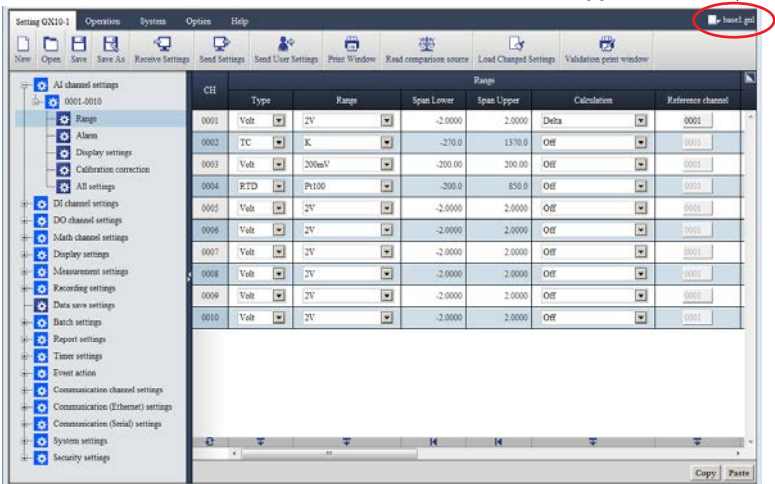 Setting GX10-1 Operation System Option Help base1.gnl
New Open Save Save As Receive Settings Send Settings Send User Settings Print Window Read comparison source Load Changed Settings Validation print window
AI channel settings
0001-0010
Range
Alarm
Display settings
Calibration correction
All settings
DI channel settings
DO channel settings
Math channel settings
Display settings
Measurement settings
Recording settings
Data save settings
Batch settings
Report settings
Timer settings
Event action
Communication channel settings
Communication (Ethernet) settings
Communication (Serial) settings
System settings
Security settings
CH Range
Type Range Span Lower Span Upper Calculation Reference channel
0001 Volt 2V -2.0000 2.0000 Delta 0001
0002 TC K -270.0 1370.0 Off 0001
0003 Volt 200mV -200.00 200.00 Off 0001
0004 RTD Pt100 -200.0 850.0 Off 0001
0005 Volt 2V -2.0000 2.0000 Off 0001
0006 Volt 2V -2.0000 2.0000 Off 0001
0007 Volt 2V -2.0000 2.0000 Off 0001
0008 Volt 2V -2.0000 2.0000 Off 0001
0009 Volt 2V -2.0000 2.0000 Off 0001
0010 Volt 2V -2.0000 2.0000 Off 0001
Copy Paste